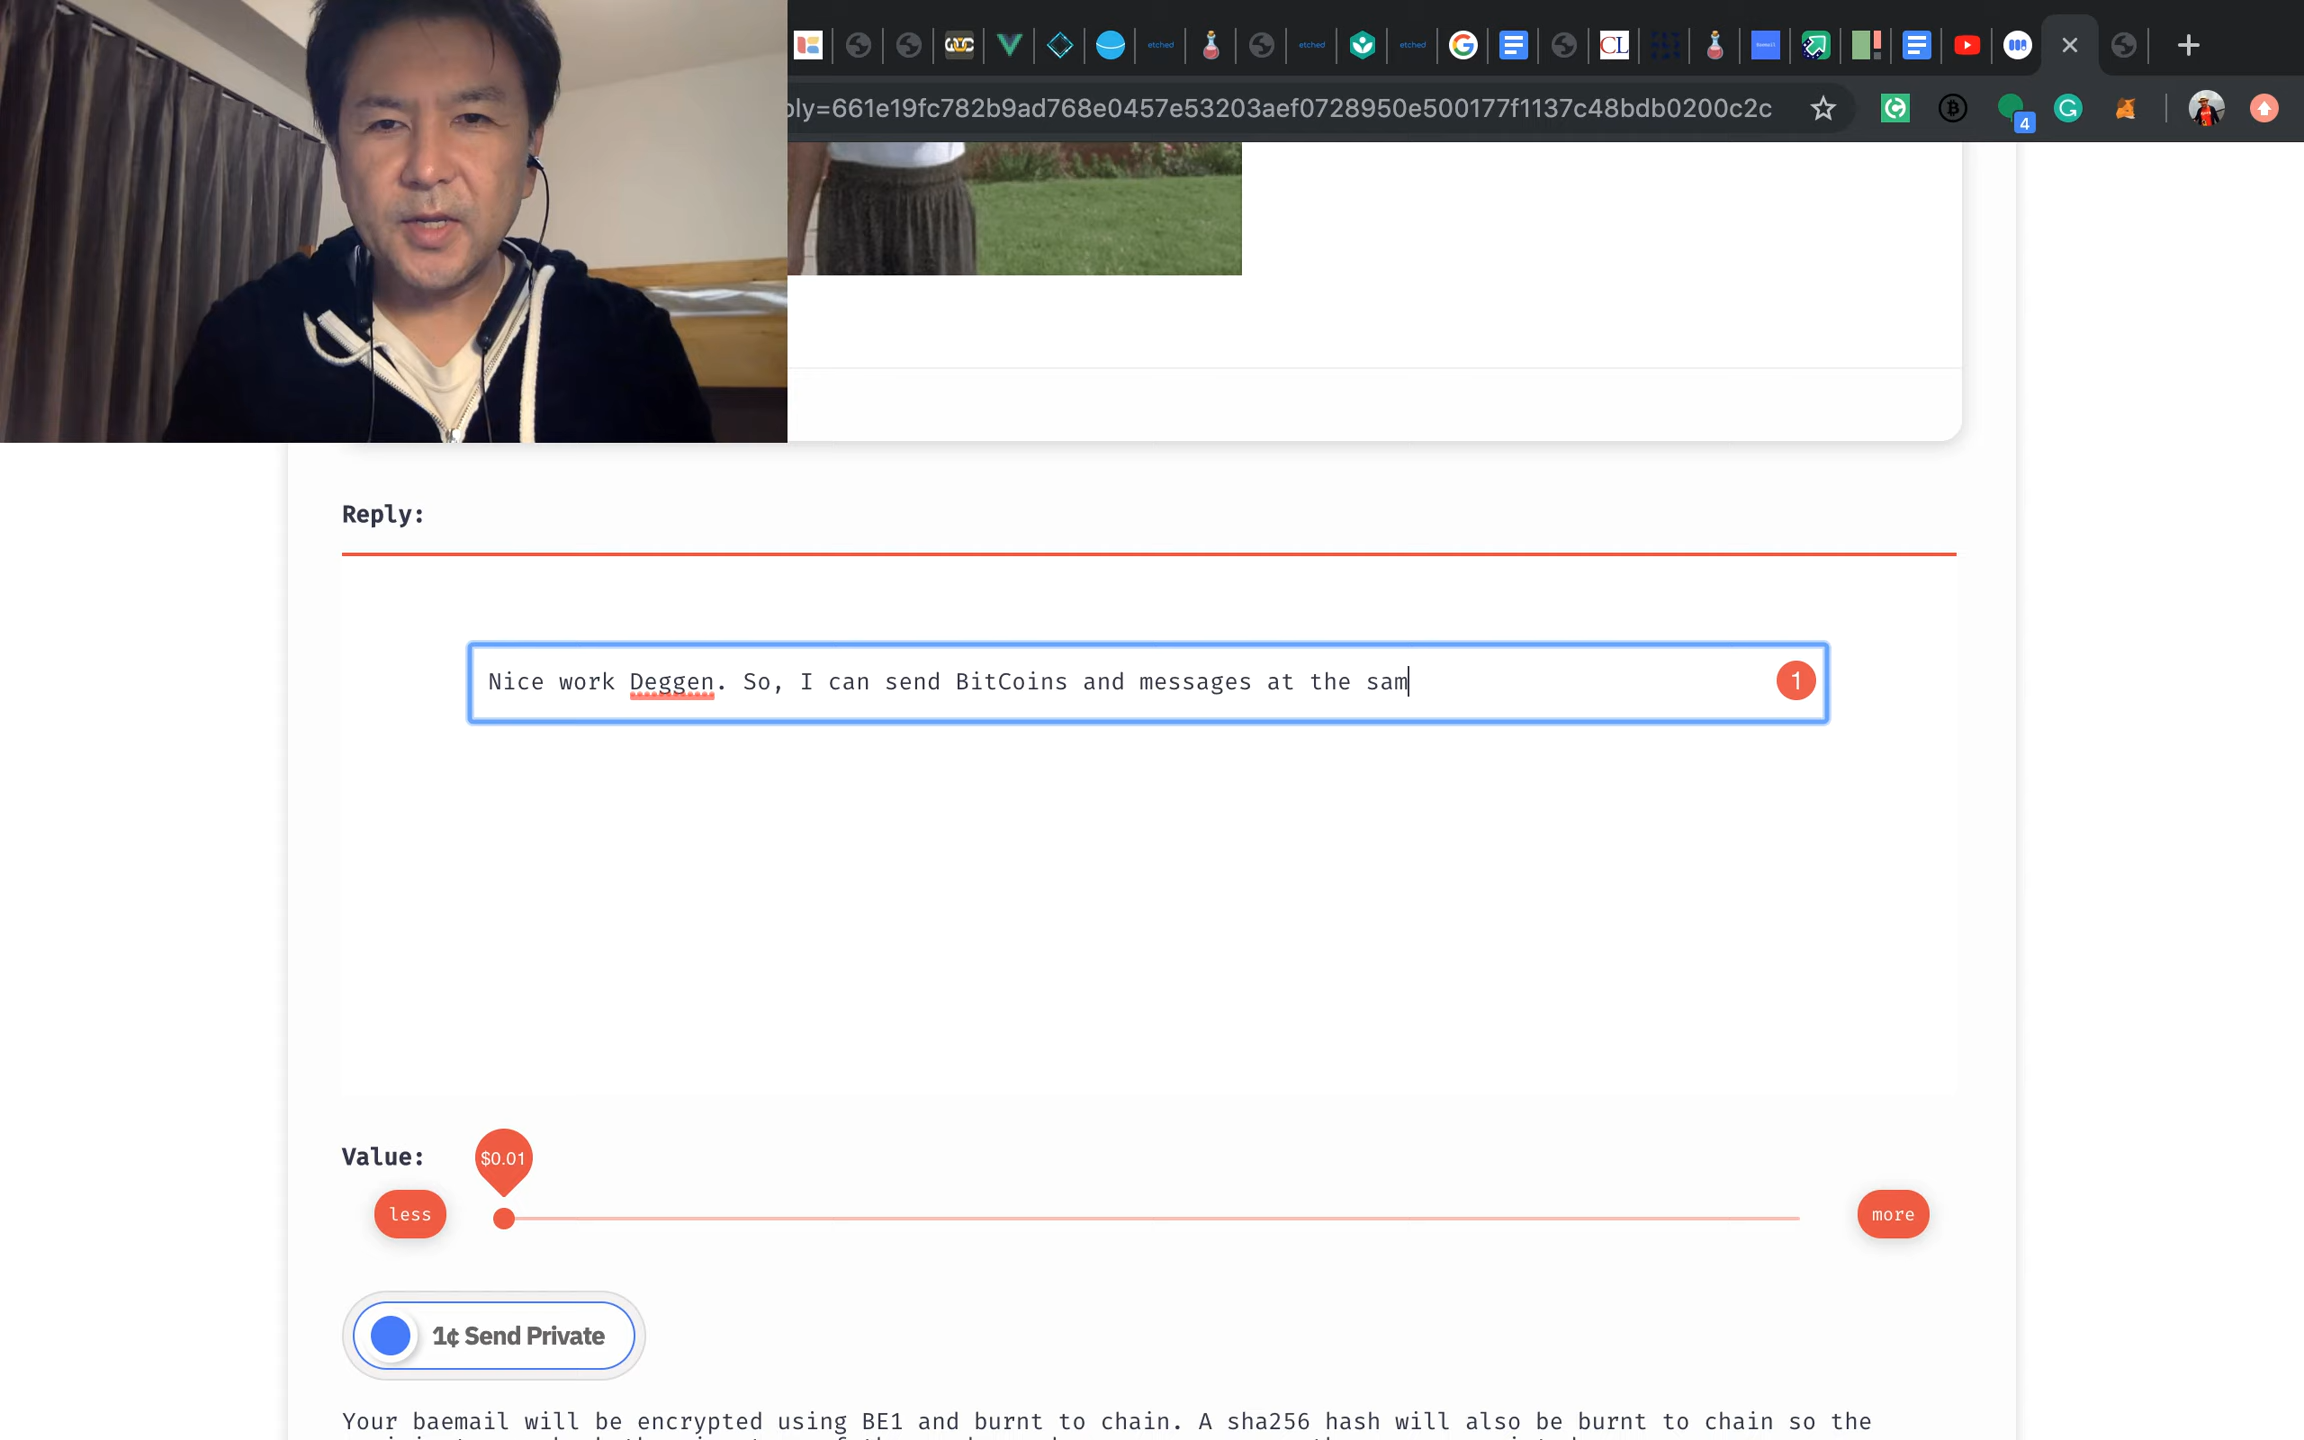 etched
etched
etched
CL
ply=661e19fc782b9ad768e0457e53203aef0728950e500177f1137c48bdb0200c2c
4
Reply:
Nice work Deggen. So, I can send BitCoins and messages at the sam
1
Value:
$0.01
less
more
1¢ Send Private
Your baemail will be encrypted using BE1 and burnt to chain. A sha256 hash will also be burnt to chain so the